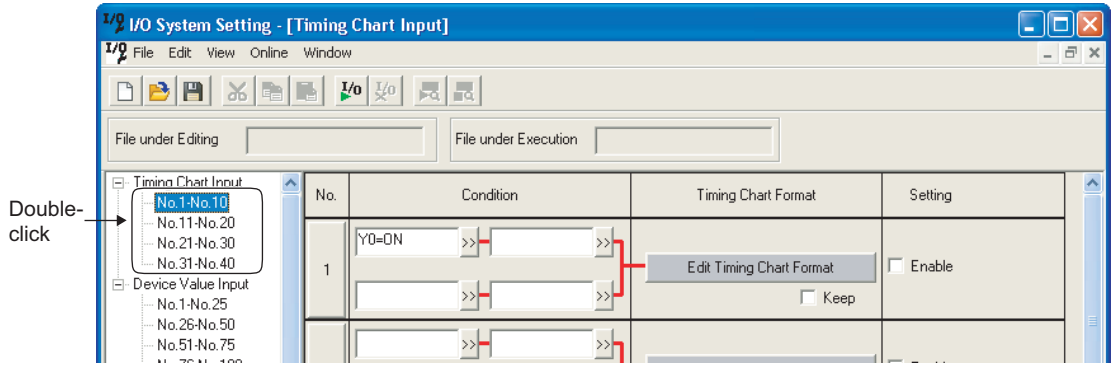 I/O System Setting - [Timing Chart Input]
File Edit View Online Window
I/O I/O
File under Editing File under Execution
Double-
click
Timing Chart Input
No.1-No.10
No.11-No.20
No.21-No.30
No.31-No.40
Device Value Input
No.1-No.25
No.26-No.50
No.51-No.75
No. Condition Timing Chart Format Setting
1 Y0=ON >> >> Edit Timing Chart Format Enable
>> >> Keep
>> >>